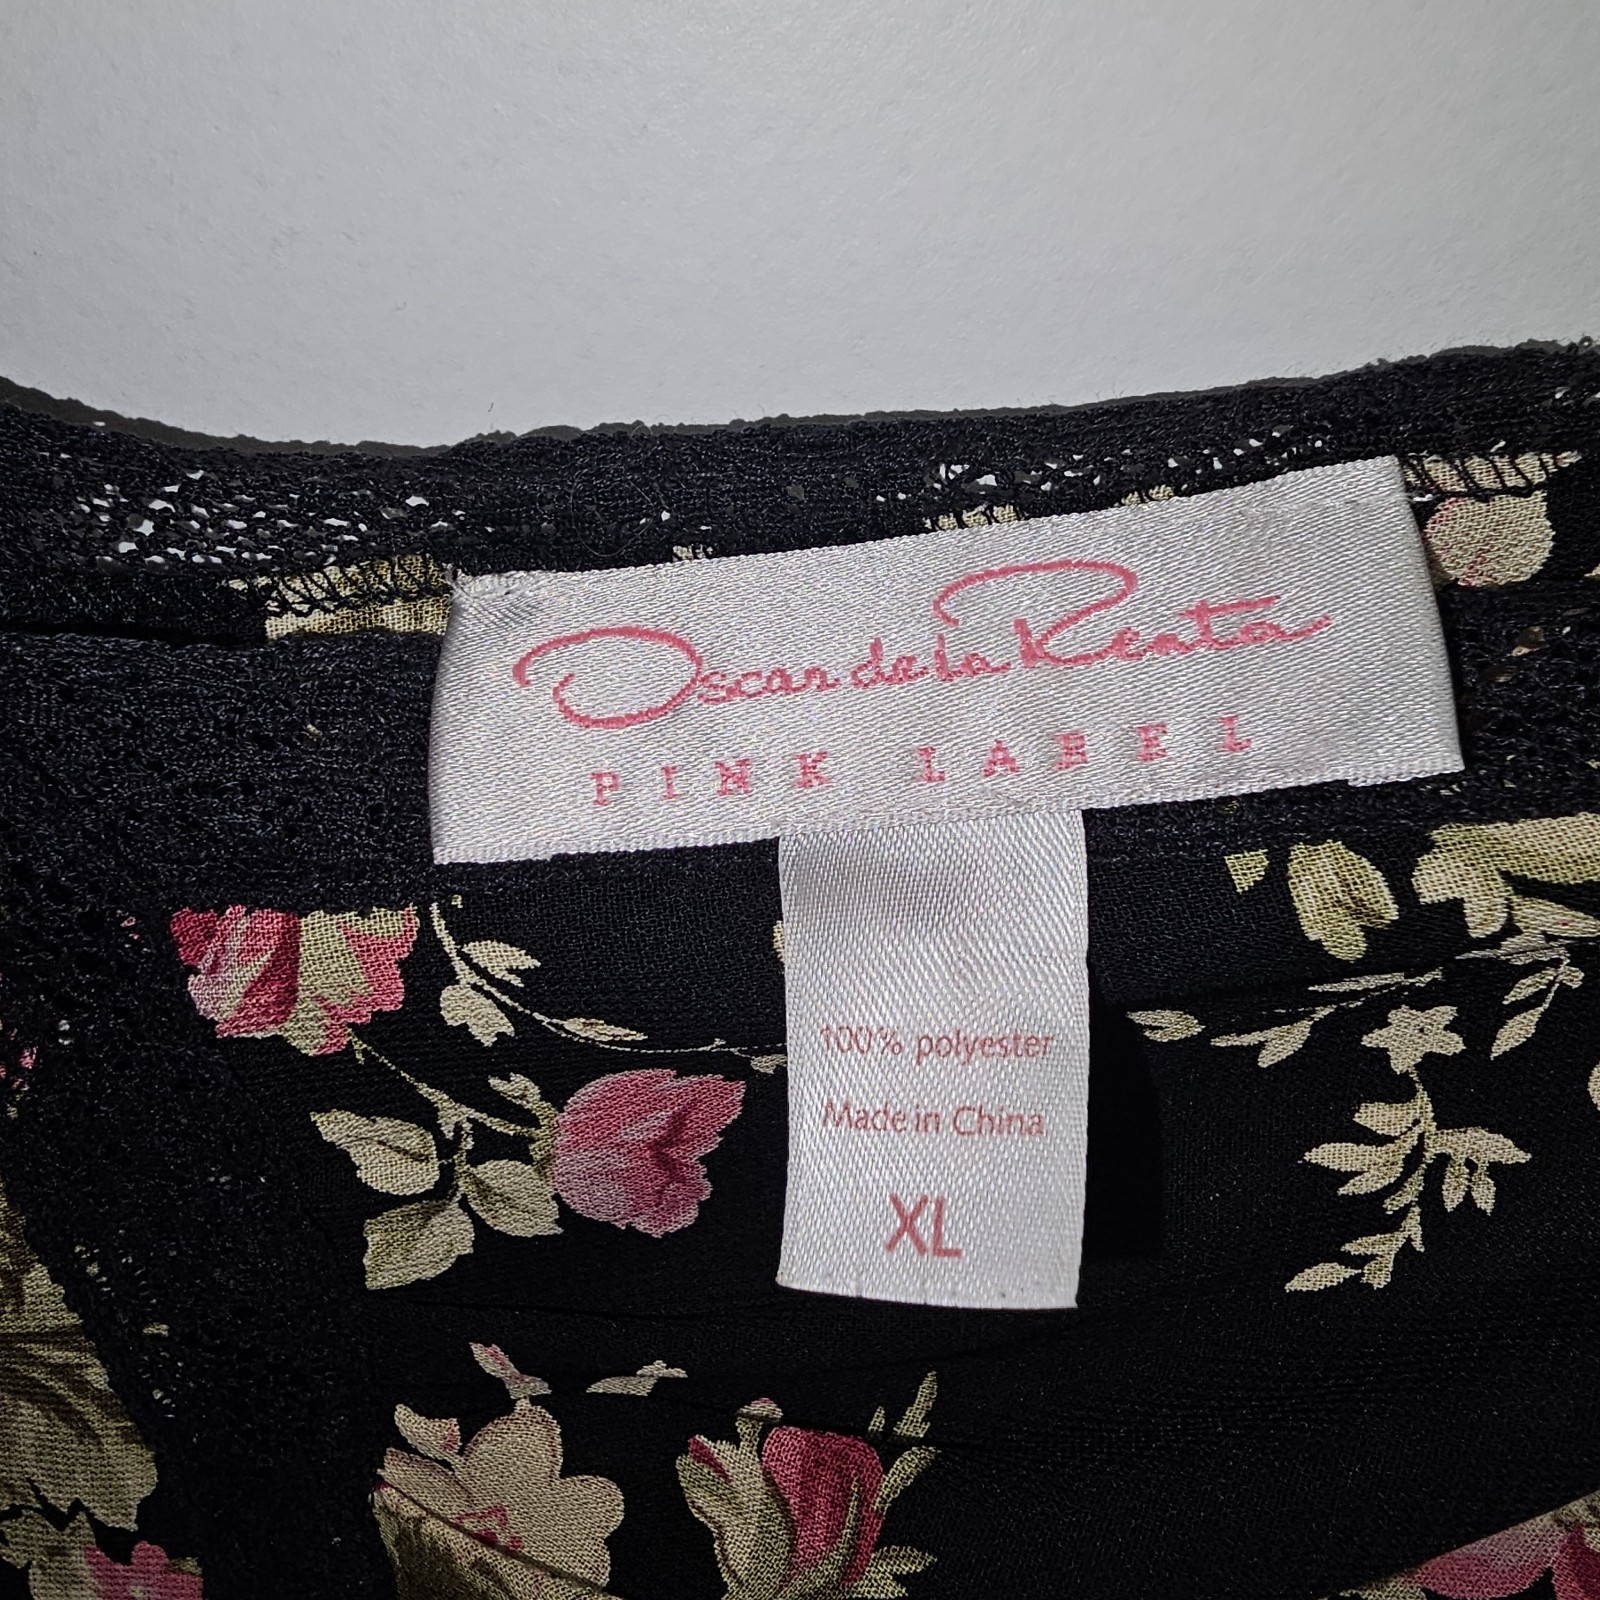 Oscar de la Renta
PINK LABEL
100% polyester
Made in China
XL